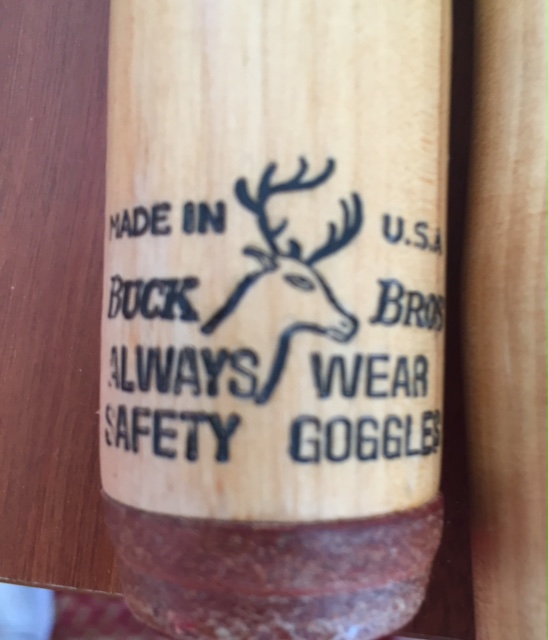 MADE IN U.S.A
BUCK BROS
ALWAYS WEAR
SAFETY GOGGLES